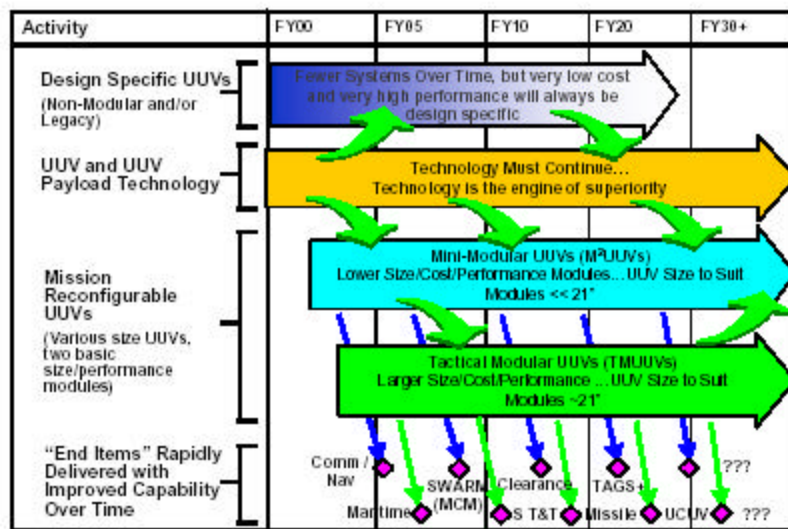 Activity FY00 FY05 FY10 FY20 FY30+
Design Specific UUVs
(Non-Modular and/or
Legacy)
Fewer Systems Over Time, but very low cost
and very high performance will always be
design specific
UUV and UUV
Payload Technology
Technology Must Continue...
Technology is the engine of superiority
Mission
Reconfigurable
UUVs
(Various size UUVs,
two basic
size/performance
modules)
Mini-Modular UUVs (M²UUVs)
Lower Size/Cost/Performance Modules...UUV Size to Suit
Modules << 21"
Tactical Modular UUVs (TMUUVs)
Larger Size/Cost/Performance ...UUV Size to Suit
Modules ~21"
"End Items" Rapidly
Delivered with
Improved Capability
Over Time
Comm /
Nav
SWARM
(MCM)
Clearance
TAGS+
???
Maritime
S T&T
Missile
UCUV
???